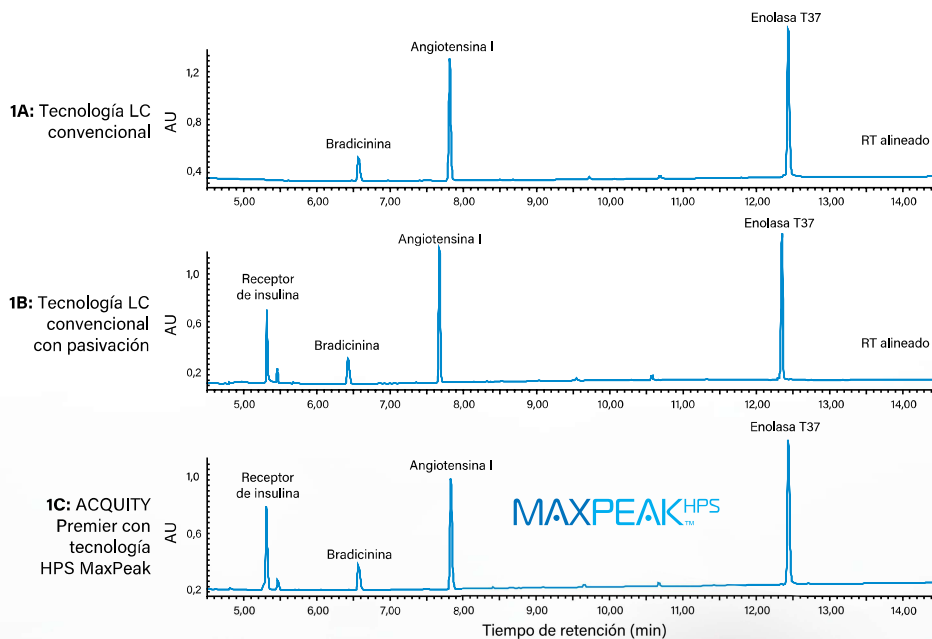 Enolasa T37
Angiotensina I
1,2
1A: Tecnología LC
convencional
AU
0,8
Bradicinina
RT alineado
0,4
5,00 6,00 7,00 8,00 9,00 10,00 11,00 12,00 13,00 14,00
Enolasa T37
Angiotensina I
1,0
Receptor
de insulina
1B: Tecnología LC
convencional
con pasivación
AU
0,6
Bradicinina
RT alineado
0,2
5,00 6,00 7,00 8,00 9,00 10,00 11,00 12,00 13,00 14,00
Enolasa T37
Angiotensina I
1,0
Receptor
de insulina
MAXPEAK HPS ™
1C: ACQUITY
Premier con
tecnología
HPS MaxPeak
AU
0,6
Bradicinina
0,2
5,00 6,00 7,00 8,00 9,00 10,00 11,00 12,00 13,00 14,00
Tiempo de retención (min)